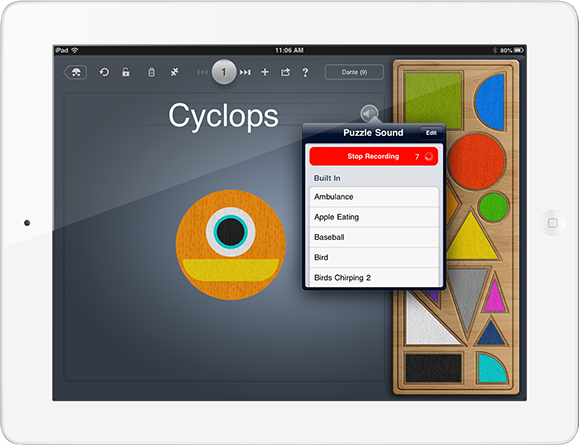 iPad
11:06 AM
80%
1
?
Dante (9)
Cyclops
Puzzle Sound
Edit
Stop Recording 7
Built In
Ambulance
Apple Eating
Baseball
Bird
Birds Chirping 2